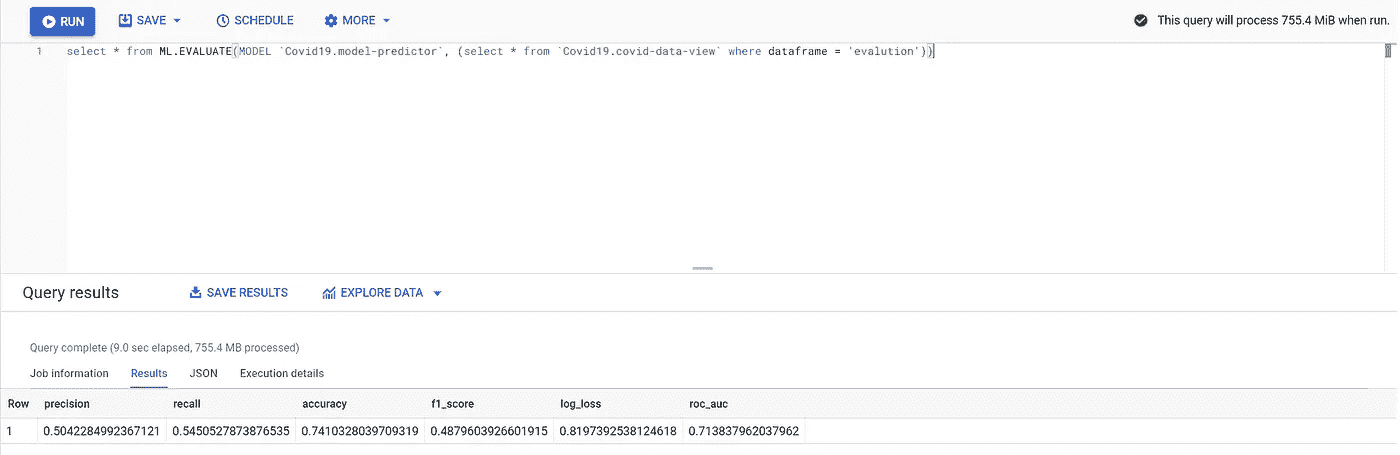 RUN SAVE SCHEDULE MORE This query will process 755.4 MiB when run.
1 select * from ML.EVALUATE(MODEL `Covid19.model-predictor`, (select * from `Covid19.covid-data-view` where dataframe = 'evalution'))
Query results SAVE RESULTS EXPLORE DATA
Query complete (9.0 sec elapsed, 755.4 MB processed)
Job information Results JSON Execution details
Row precision recall accuracy f1_score log_loss roc_auc
1 0.5042284992367121 0.5450527873876535 0.7410328039709319 0.4879603926601915 0.8197392538124618 0.713837962037962